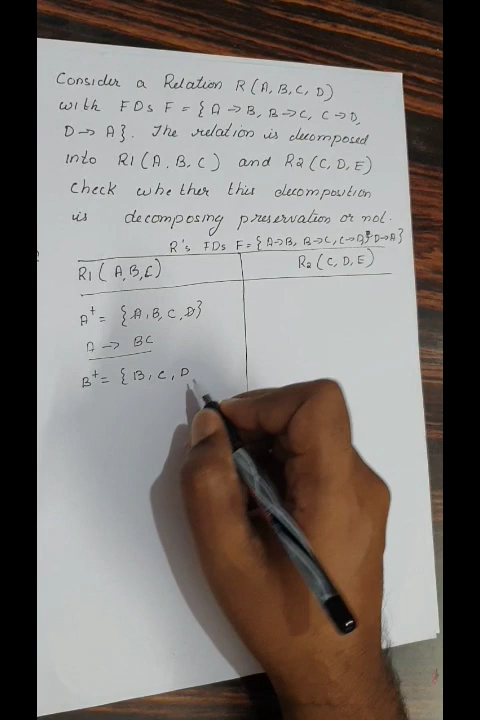 Consider a Relation R(A,B,C,D)
with FDs F = {A→B, B→C, C→D,
D→A}. The relation is decomposed
into R1(A,B,C) and R2(C,D,E)
Check whether this decomposition
is decomposing preservation or not.
R's FDs F={A→B, B→C, C→D, D→A}
R1(A,B,C) R2(C,D,E)
A⁺ = {A,B,C,D}
A → BC
B⁺ = {B,C,D